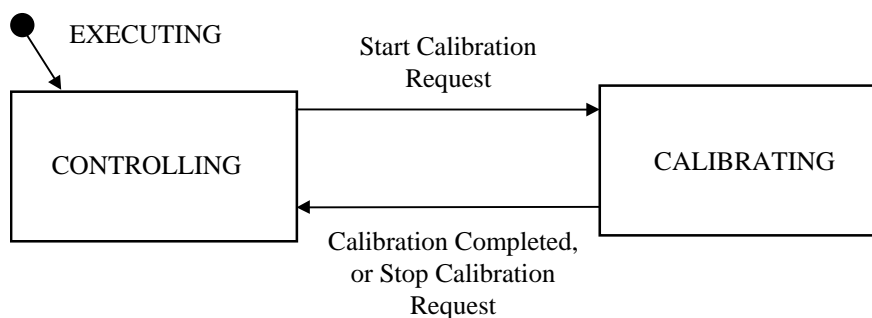 EXECUTING
Start Calibration
Request
CONTROLLING
CALIBRATING
Calibration Completed,
or Stop Calibration
Request